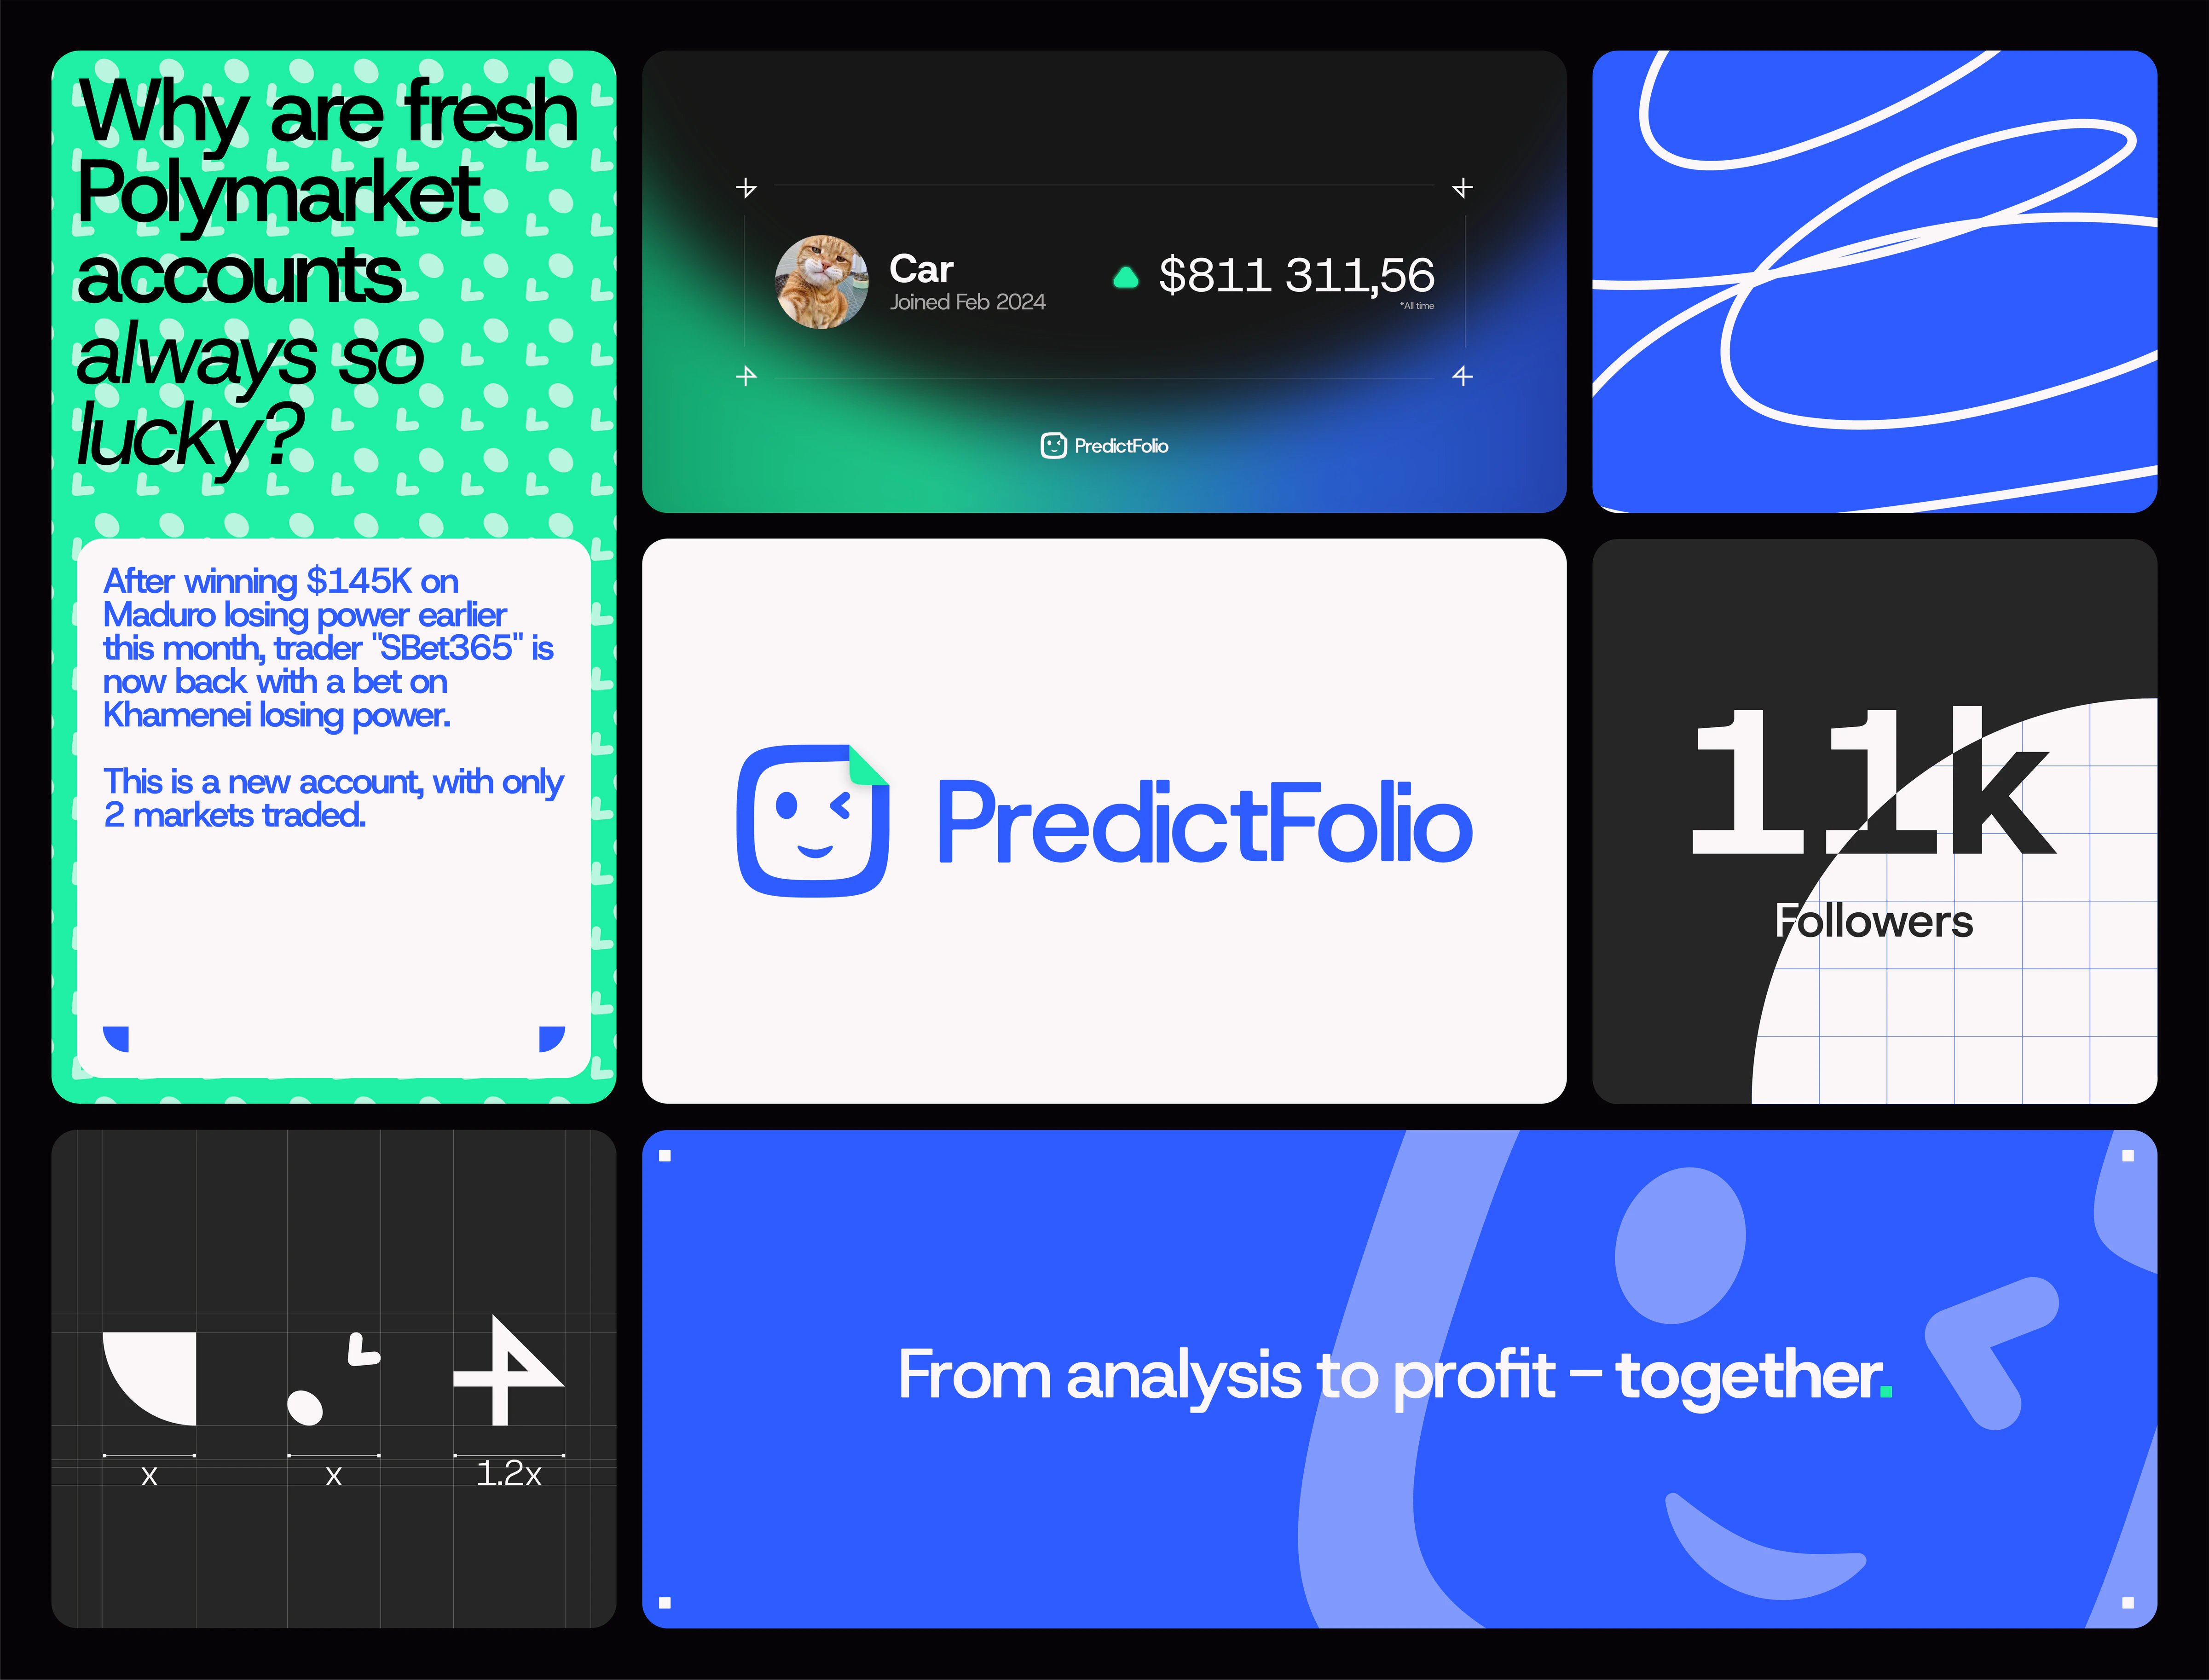 Why are fresh
Polymarket
accounts
always so
lucky?
After winning $145K on
Maduro losing power earlier
this month, trader "SBet365" is
now back with a bet on
Khamenei losing power.
This is a new account, with only
2 markets traded.
Car
Joined Feb 2024
$811 311,56
*All time
PredictFolio
PredictFolio
11k
Followers
x
x
1.2x
From analysis to profit – together.